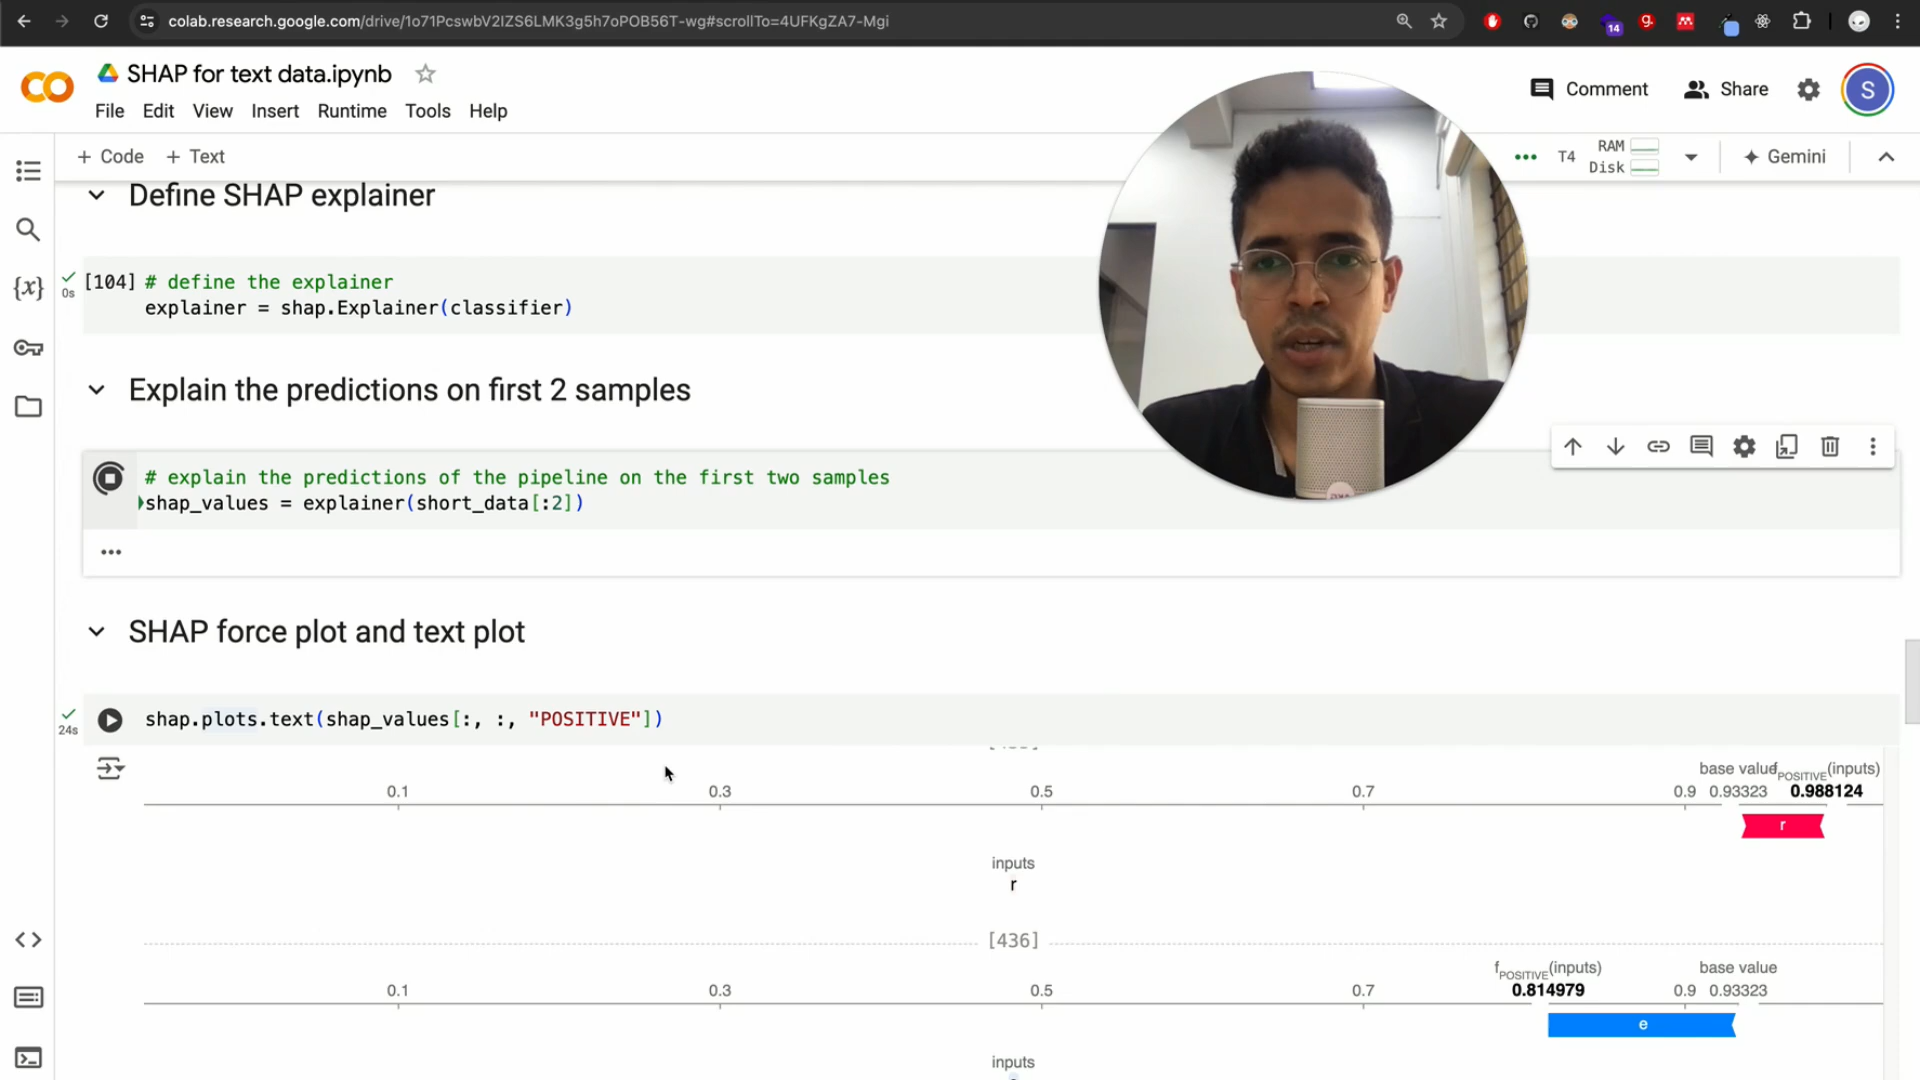 colab.research.google.com/drive/1o71PcswbV2IZS6LMK3g5h7oPOB56T-wg#scrollTo=4UFKgZA7-Mgi
14
SHAP for text data.ipynb
File Edit View Insert Runtime Tools Help
Comment
Share
S
+ Code + Text
T4
RAM
Disk
Gemini
Define SHAP explainer
[104] # define the explainer
0s
explainer = shap.Explainer(classifier)
Explain the predictions on first 2 samples
# explain the predictions of the pipeline on the first two samples
shap_values = explainer(short_data[:2])
SHAP force plot and text plot
shap.plots.text(shap_values[:, :, "POSITIVE"])
24s
base value fPOSITIVE(inputs)
0.1 0.3 0.5 0.7 0.9 0.93323 0.988124
r
inputs
r
[436]
fPOSITIVE(inputs) base value
0.1 0.3 0.5 0.7 0.814979 0.9 0.93323
e
inputs